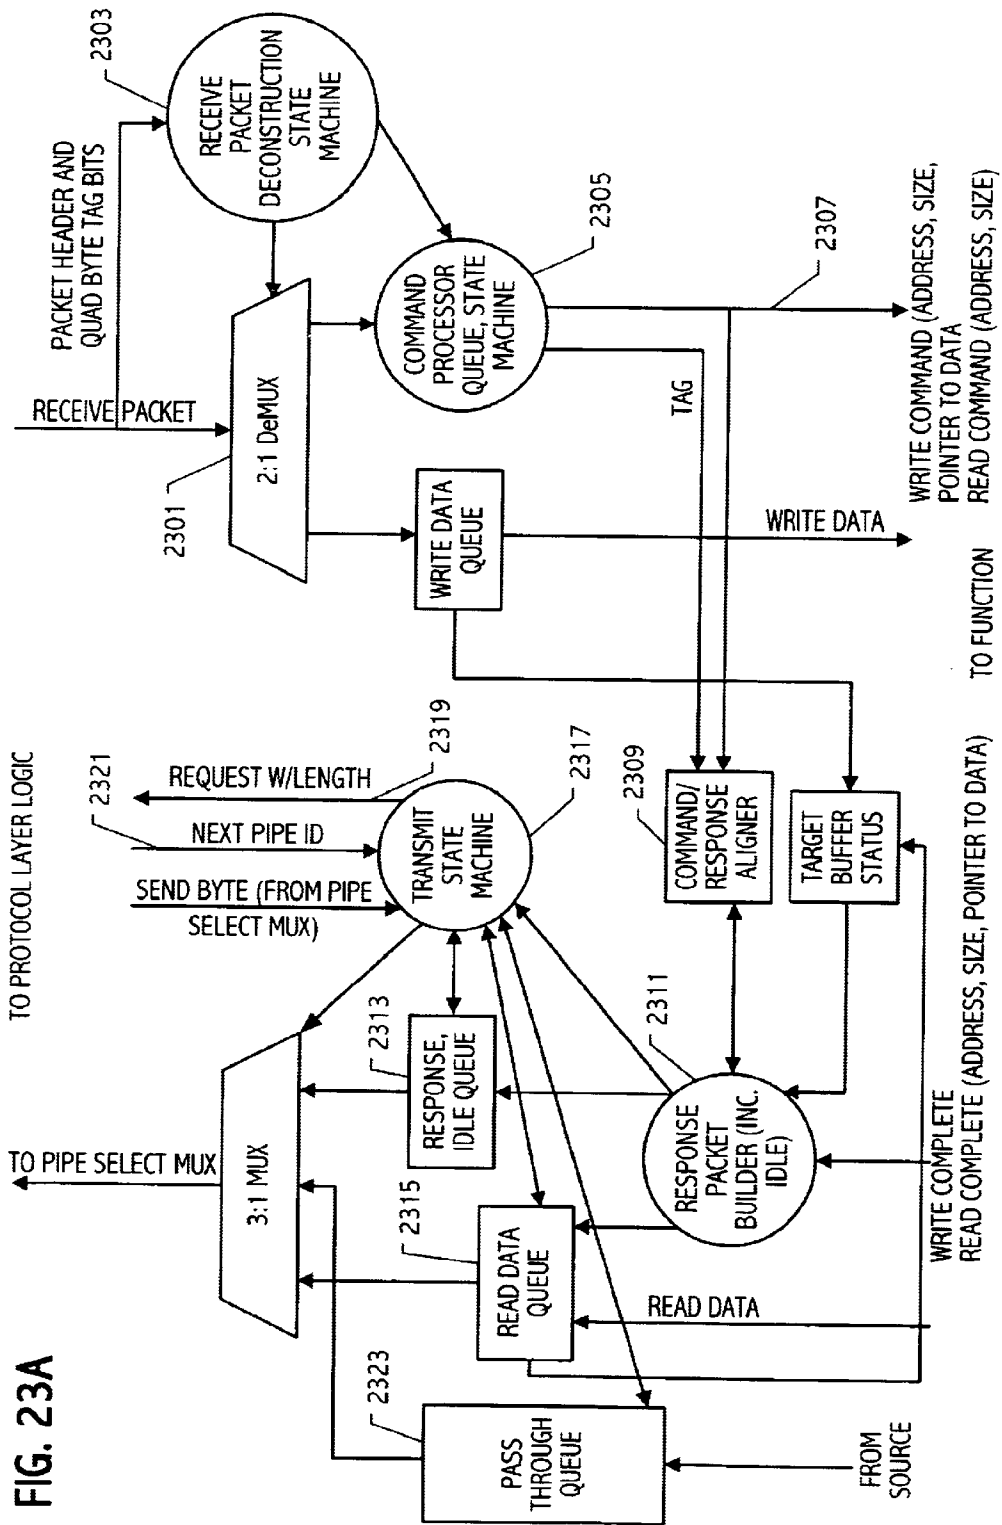 FIG. 23A
TO PROTOCOL LAYER LOGIC
TO PIPE SELECT MUX
3:1 MUX
2323
PASS
THROUGH
QUEUE
FROM
SOURCE
2315
READ DATA
QUEUE
READ DATA
2313
RESPONSE,
IDLE QUEUE
2311
RESPONSE
PACKET
BUILDER (INC.
IDLE)
WRITE COMPLETE
READ COMPLETE (ADDRESS, SIZE, POINTER TO DATA)
SEND BYTE (FROM PIPE
SELECT MUX)
NEXT PIPE ID
2321
REQUEST W/LENGTH
2319
TRANSMIT
STATE
MACHINE
2317
2309
COMMAND/
RESPONSE
ALIGNER
TARGET
BUFFER
STATUS
TO FUNCTION
RECEIVE PACKET
PACKET HEADER AND
QUAD BYTE TAG BITS
2301
2:1 DeMUX
2303
RECEIVE
PACKET
DECONSTRUCTION
STATE
MACHINE
WRITE DATA
QUEUE
WRITE DATA
COMMAND
PROCESSOR
QUEUE, STATE
MACHINE
2305
TAG
2307
WRITE COMMAND (ADDRESS, SIZE,
POINTER TO DATA
READ COMMAND (ADDRESS, SIZE)